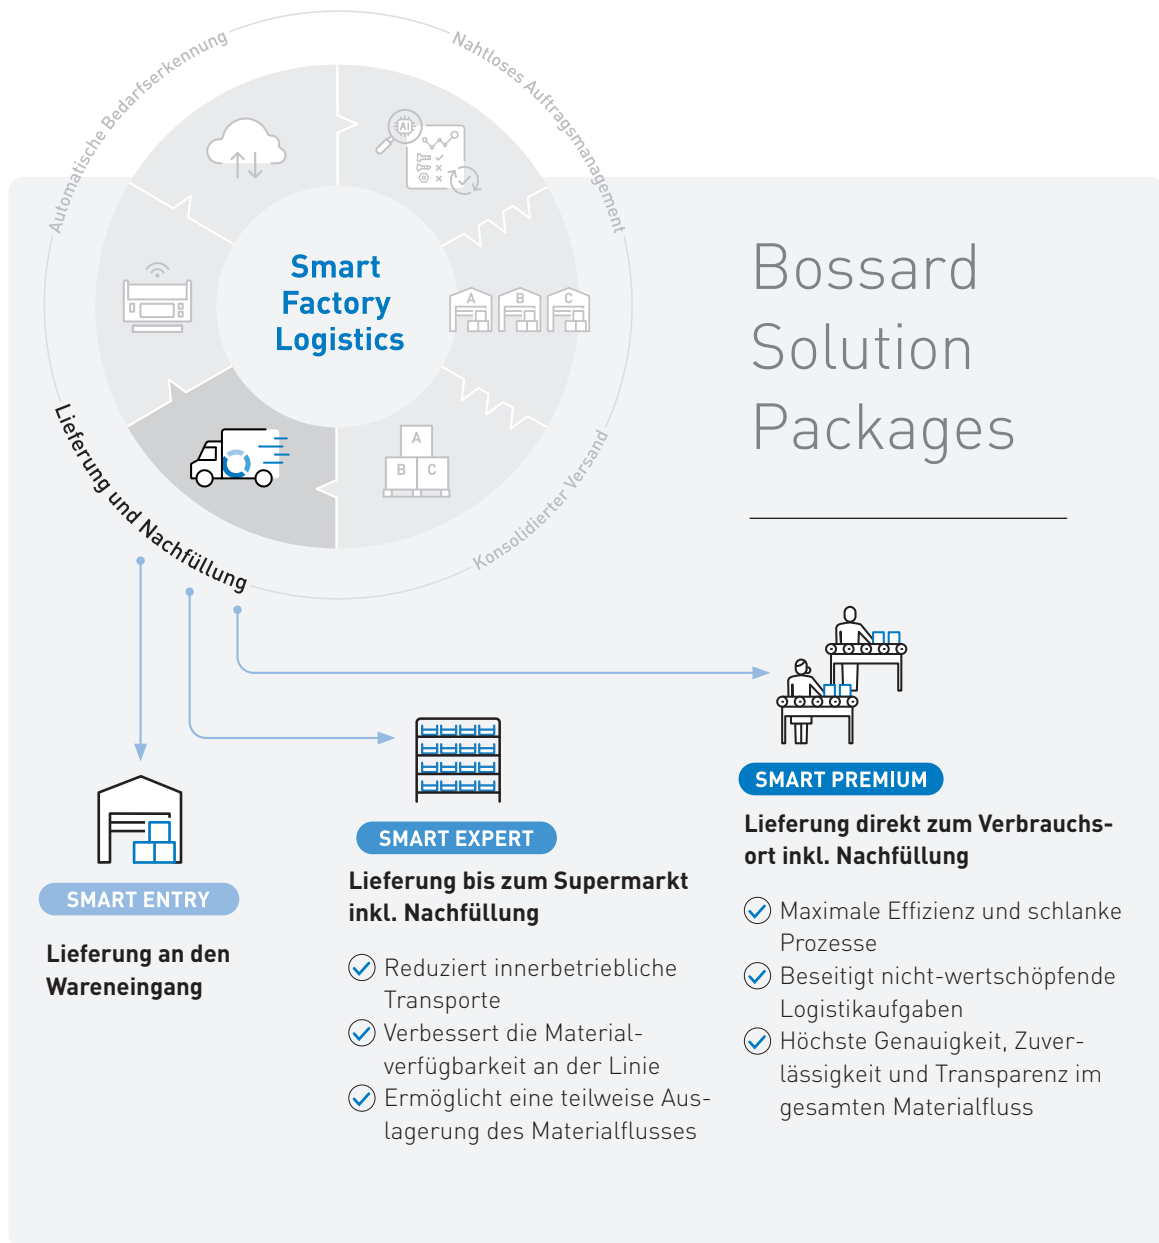 Automatische Bedarfserkennung
Nahtloses Auftragsmanagement
AI
Smart
Factory
Logistics
A B C
Lieferung und Nachfüllung
A
B C
Konsolidierter Versand
Bossard
Solution
Packages
SMART ENTRY
Lieferung an den
Wareneingang
SMART EXPERT
Lieferung bis zum Supermarkt
inkl. Nachfüllung
Reduziert innerbetriebliche
Transporte
Verbessert die Material-
verfügbarkeit an der Linie
Ermöglicht eine teilweise Aus-
lagerung des Materialflusses
SMART PREMIUM
Lieferung direkt zum Verbrauchs-
ort inkl. Nachfüllung
Maximale Effizienz und schlanke
Prozesse
Beseitigt nicht-wertschöpfende
Logistikaufgaben
Höchste Genauigkeit, Zuver-
lässigkeit und Transparenz im
gesamten Materialfluss